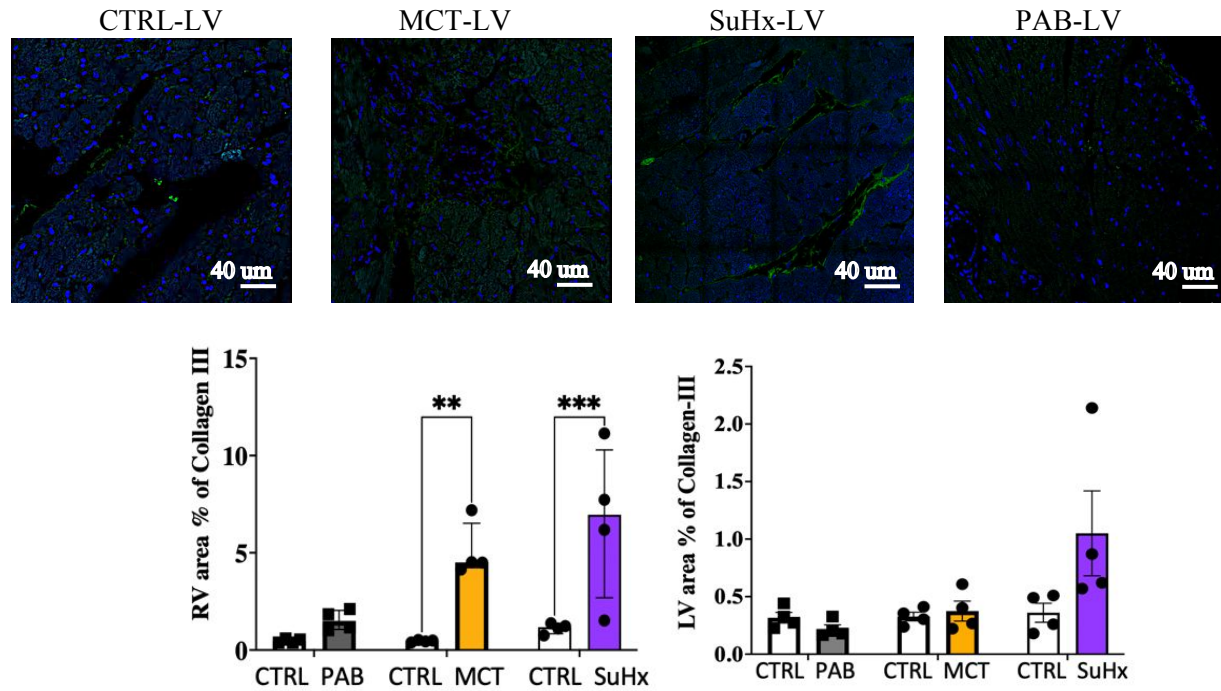 CTRL-LV MCT-LV SuHx-LV PAB-LV
40 um 40 um 40 um 40 um
RV area % of Collagen III
15
10
5
0
** ***
CTRL PAB CTRL MCT CTRL SuHx
LV area % of Collagen-III
2.5
2.0
1.5
1.0
0.5
0.0
CTRL PAB CTRL MCT CTRL SuHx